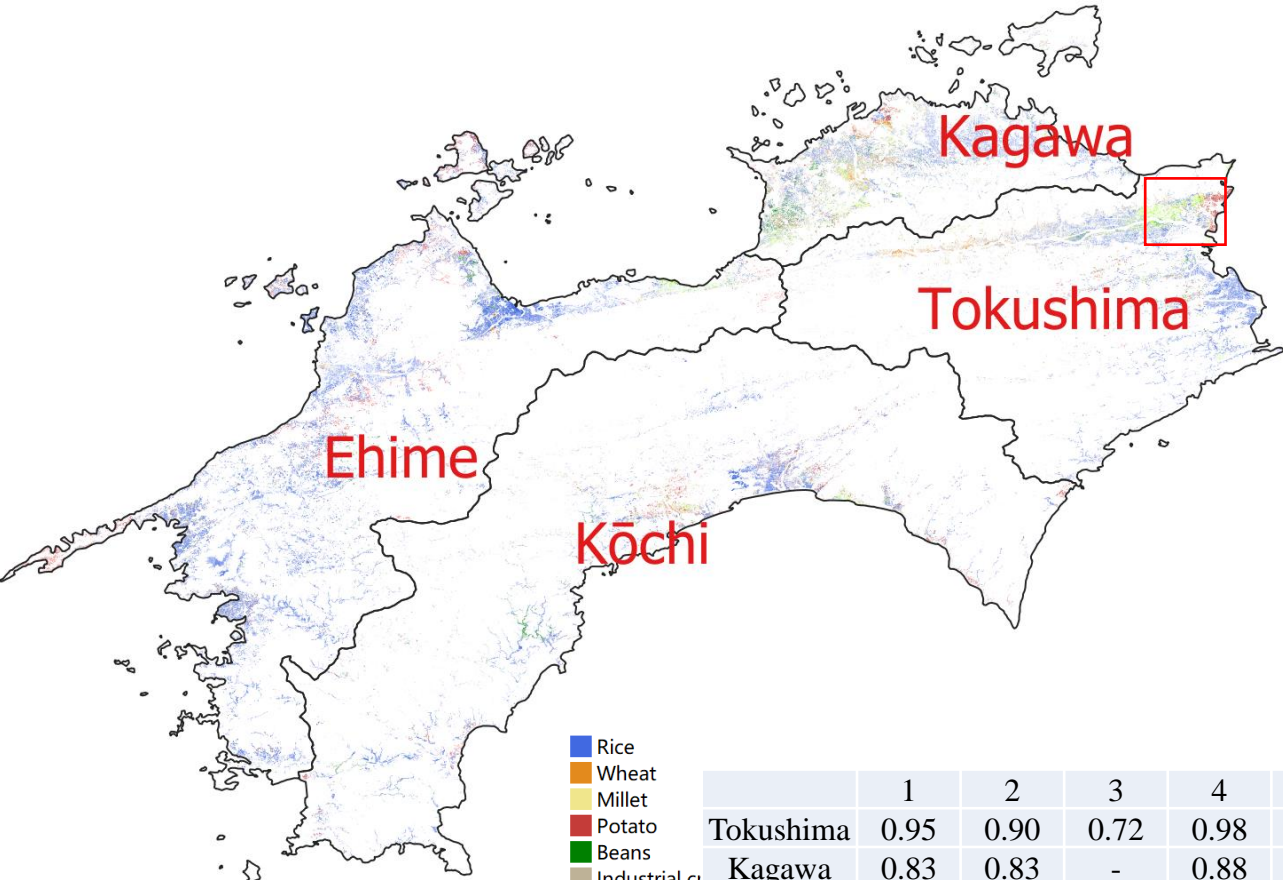 Kagawa
Tokushima
Ehime
Kōchi
Rice
Wheat
Millet
Potato
Beans
Industrial
1 2 3 4
Tokushima 0.95 0.90 0.72 0.98
Kagawa 0.83 0.83 - 0.88